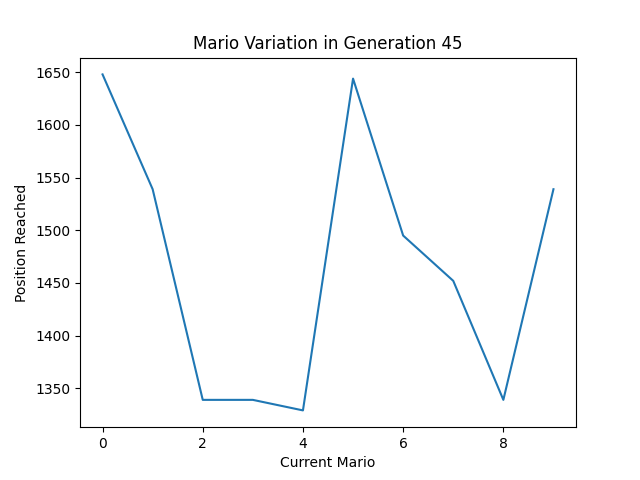 Mario Variation in Generation 45
1650
1600
1550
1500
1450
1400
1350
Position Reached
0 2 4 6 8
Current Mario